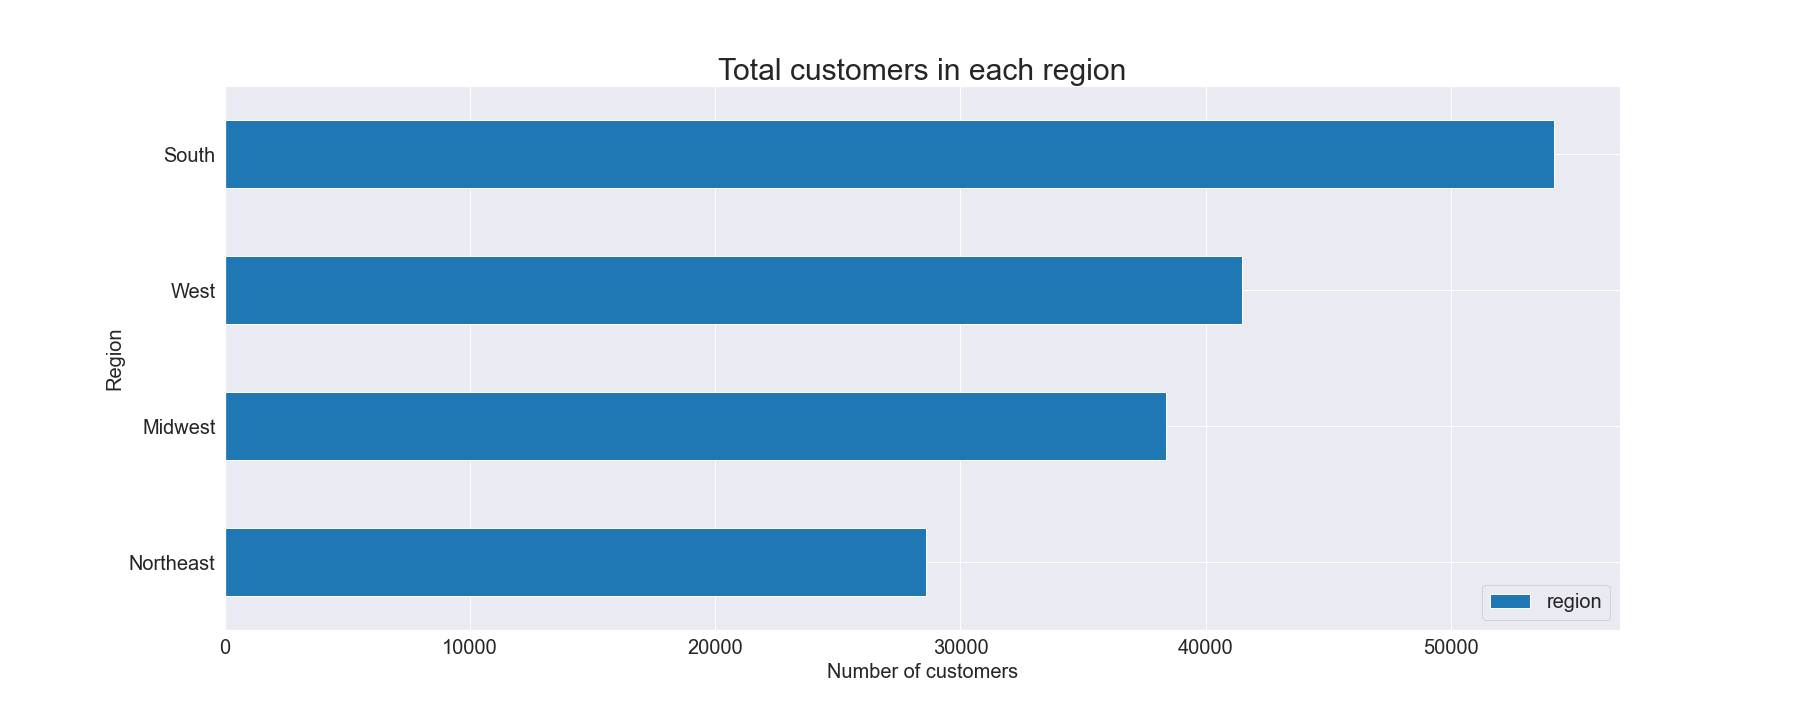 Total customers in each region
South
West
Midwest
Northeast
Region
region
0 10000 20000 30000 40000 50000
Number of customers